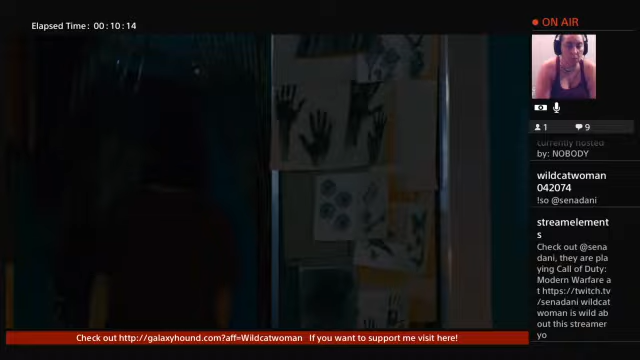 Elapsed Time: 00:10:14
ON AIR
1
9
currently hosted
by: NOBODY
wildcatwoman
042074
!so @senadani
streamelement
s
Check out @sena
dani, they are pla
ying Call of Duty:
Modern Warfare a
t https://twitch.tv
/senadani wildcat
woman is wild ab
out this streamer
yo
Check out http://galaxyhound.com?aff=Wildcatwoman If you want to support me visit here!